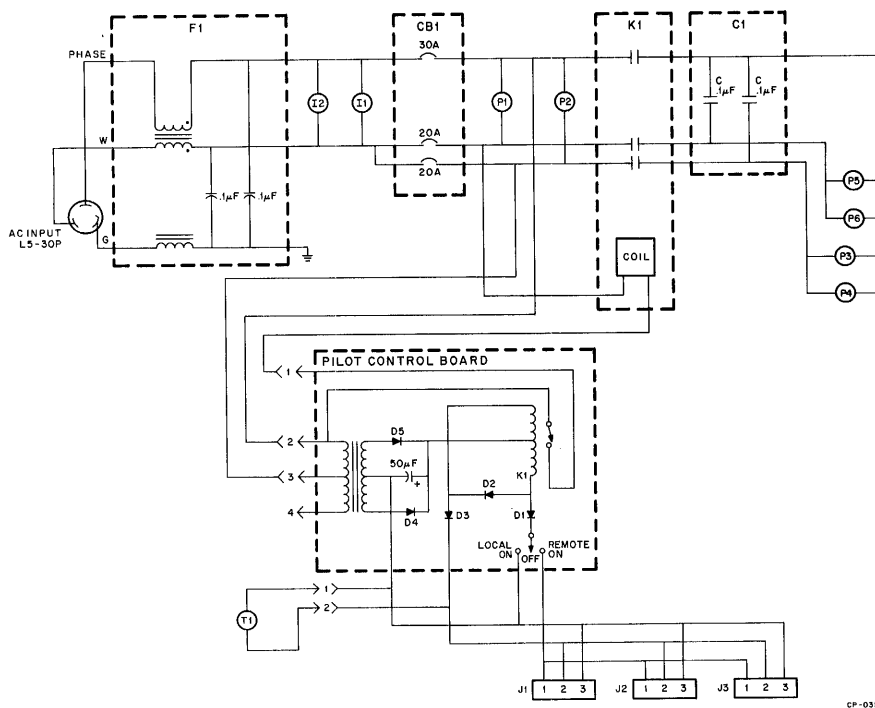 F1
CB1
K1
C1
PHASE
30A
W
I2
I1
P1
P2
C
.1µF
C
.1µF
20A
20A
.1µF
.1µF
P5
P6
P3
P4
AC INPUT
L5-30P
G
COIL
PILOT CONTROL BOARD
1
2
D5
50µF
+
3
K1
D2
4
D4
D3
D1
LOCAL
ON
OFF
REMOTE
ON
1
2
T1
J1
1 2 3
J2
1 2 3
J3
1 2 3